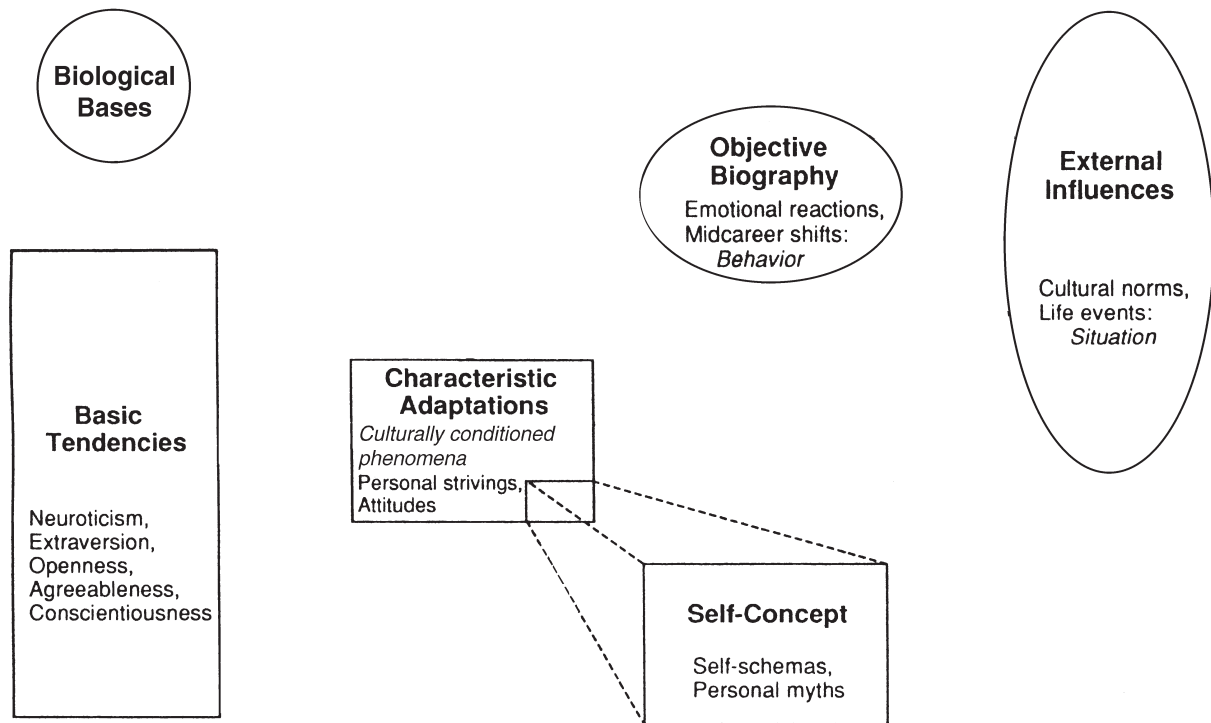 Biological
Bases
Objective
Biography
Emotional reactions,
Midcareer shifts:
Behavior
External
Influences
Cultural norms,
Life events:
Situation
Basic
Tendencies
Neuroticism,
Extraversion,
Openness,
Agreeableness,
Conscientiousness
Characteristic
Adaptations
Culturally conditioned
phenomena
Personal strivings,
Attitudes
Self-Concept
Self-schemas,
Personal myths